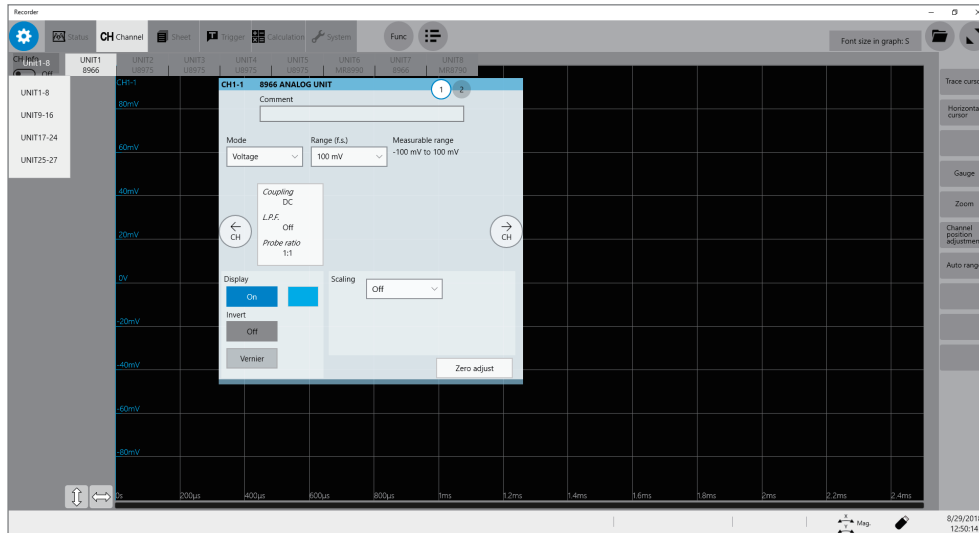 Recorder
Status
CH Channel
Sheet
Trigger
Calculation
System
Func
Font size in graph: S
Unit1-8
Off
UNIT1
8966
UNIT2
U8975
UNIT3
U8975
UNIT4
U8975
UNIT5
U8975
UNIT6
MR8990
UNIT7
8966
UNIT8
MR8790
UNIT1-8
UNIT9-16
UNIT17-24
UNIT25-27
CH1-1
80mV
60mV
40mV
20mV
0V
-20mV
-40mV
-60mV
-80mV
CH1-1 8966 ANALOG UNIT
1 2
Comment
Mode
Range (f.s.)
Measurable range
Voltage
100 mV
-100 mV to 100 mV
Coupling
DC
L.P.F.
Off
Probe ratio
1:1
CH
CH
Display
On
Invert
Off
Vernier
Scaling
Off
Zero adjust
Trace curso
Horizonta
cursor
Gauge
Zoom
Channel
position
adjustmen
Auto rang
0s 200µs 400µs 600µs 800µs 1ms 1.2ms 1.4ms 1.6ms 1.8ms 2ms 2.2ms 2.4ms
X
Y
Mag.
8/29/201
12:50:14